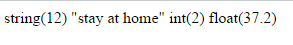 string(12) "stay at home" int(2) float(37.2)